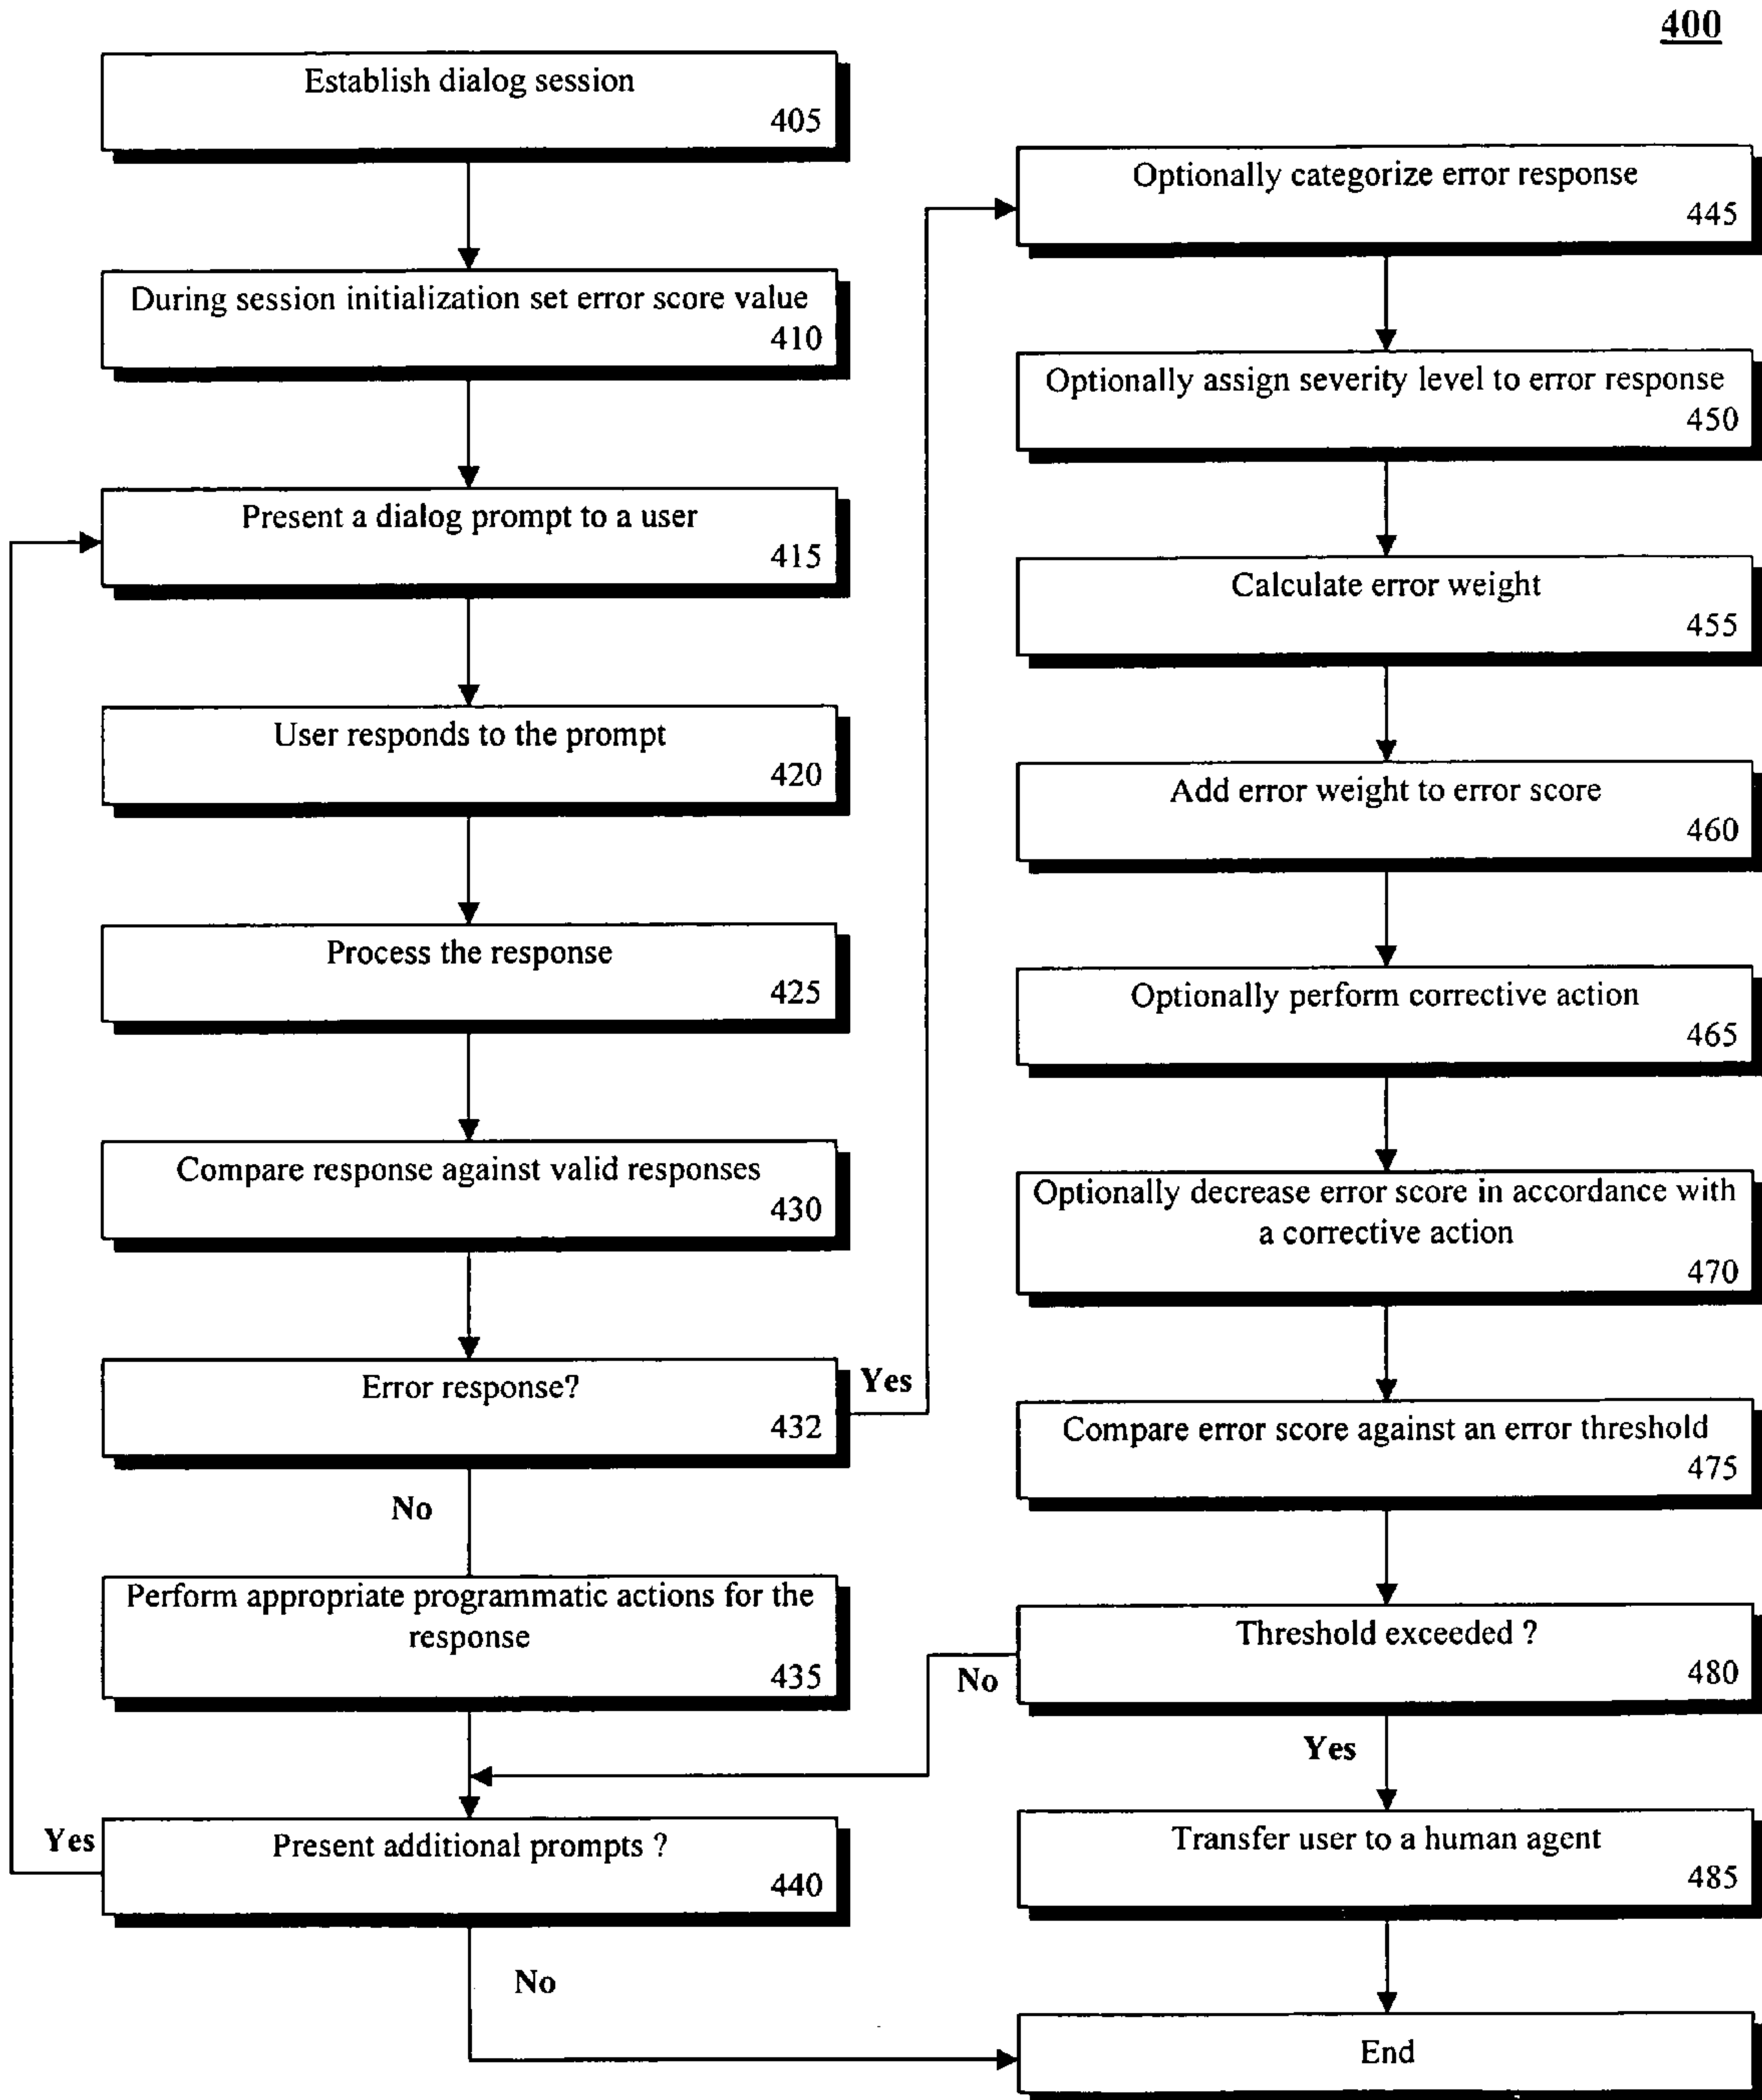 400
Establish dialog session
405
During session initialization set error score value
410
Present a dialog prompt to a user
415
User responds to the prompt
420
Process the response
425
Compare response against valid responses
430
Error response?
432
Yes
No
Perform appropriate programmatic actions for the
response
435
Present additional prompts ?
440
Yes
No
Optionally categorize error response
445
Optionally assign severity level to error response
450
Calculate error weight
455
Add error weight to error score
460
Optionally perform corrective action
465
Optionally decrease error score in accordance with
a corrective action
470
Compare error score against an error threshold
475
Threshold exceeded ?
480
No
Yes
Transfer user to a human agent
485
End